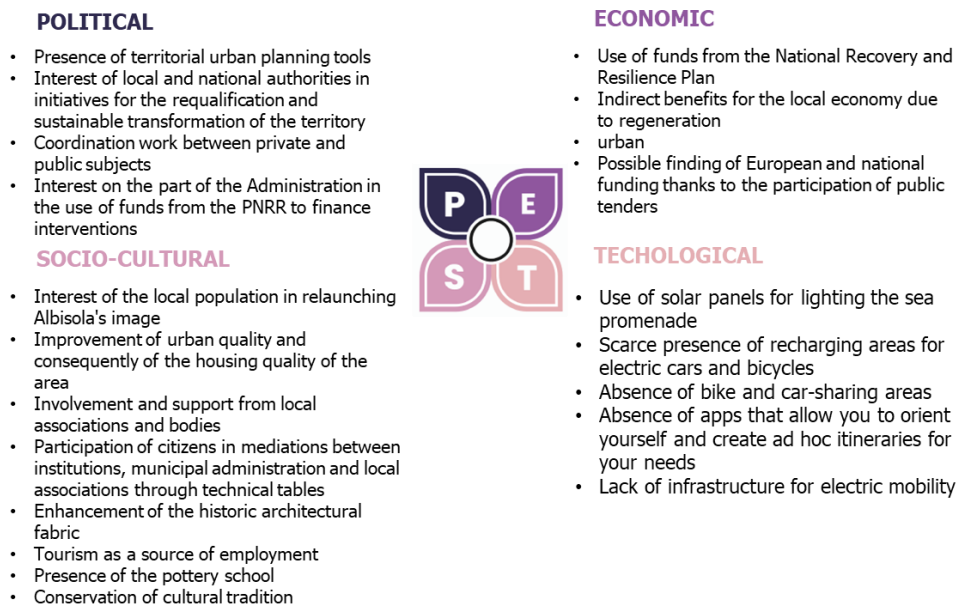 POLITICAL
• Presence of territorial urban planning tools
• Interest of local and national authorities in
initiatives for the requalification and
sustainable transformation of the territory
• Coordination work between private and
public subjects
• Interest on the part of the Administration in
the use of funds from the PNRR to finance
interventions
SOCIO-CULTURAL
• Interest of the local population in relaunching
Albisola's image
• Improvement of urban quality and
consequently of the housing quality of the
area
• Involvement and support from local
associations and bodies
• Participation of citizens in mediations between
institutions, municipal administration and local
associations through technical tables
• Enhancement of the historic architectural
fabric
• Tourism as a source of employment
• Presence of the pottery school
• Conservation of cultural tradition
P E
S T
ECONOMIC
• Use of funds from the National Recovery and
Resilience Plan
• Indirect benefits for the local economy due
to regeneration
• urban
• Possible finding of European and national
funding thanks to the participation of public
tenders
TECHOLOGICAL
• Use of solar panels for lighting the sea
promenade
• Scarce presence of recharging areas for
electric cars and bicycles
• Absence of bike and car-sharing areas
• Absence of apps that allow you to orient
yourself and create ad hoc itineraries for
your needs
• Lack of infrastructure for electric mobility